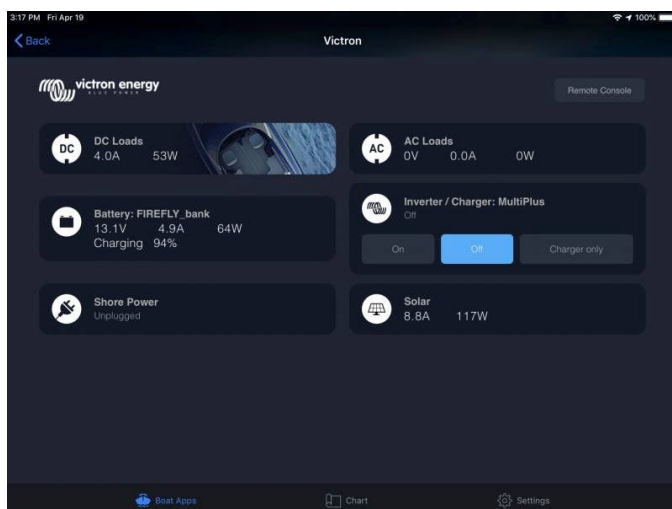 3:17 PM Fri Apr 19
100%
Back
Victron
victron energy
BLUE POWER
Remote Console
DC
DC Loads
4.0A 53W
AC
AC Loads
0V 0.0A 0W
Battery: FIREFLY_bank
13.1V 4.9A 64W
Charging 94%
Inverter / Charger: MultiPlus
Off
On Off Charger only
Shore Power
Unplugged
Solar
8.8A 117W
Boat Apps Chart Settings